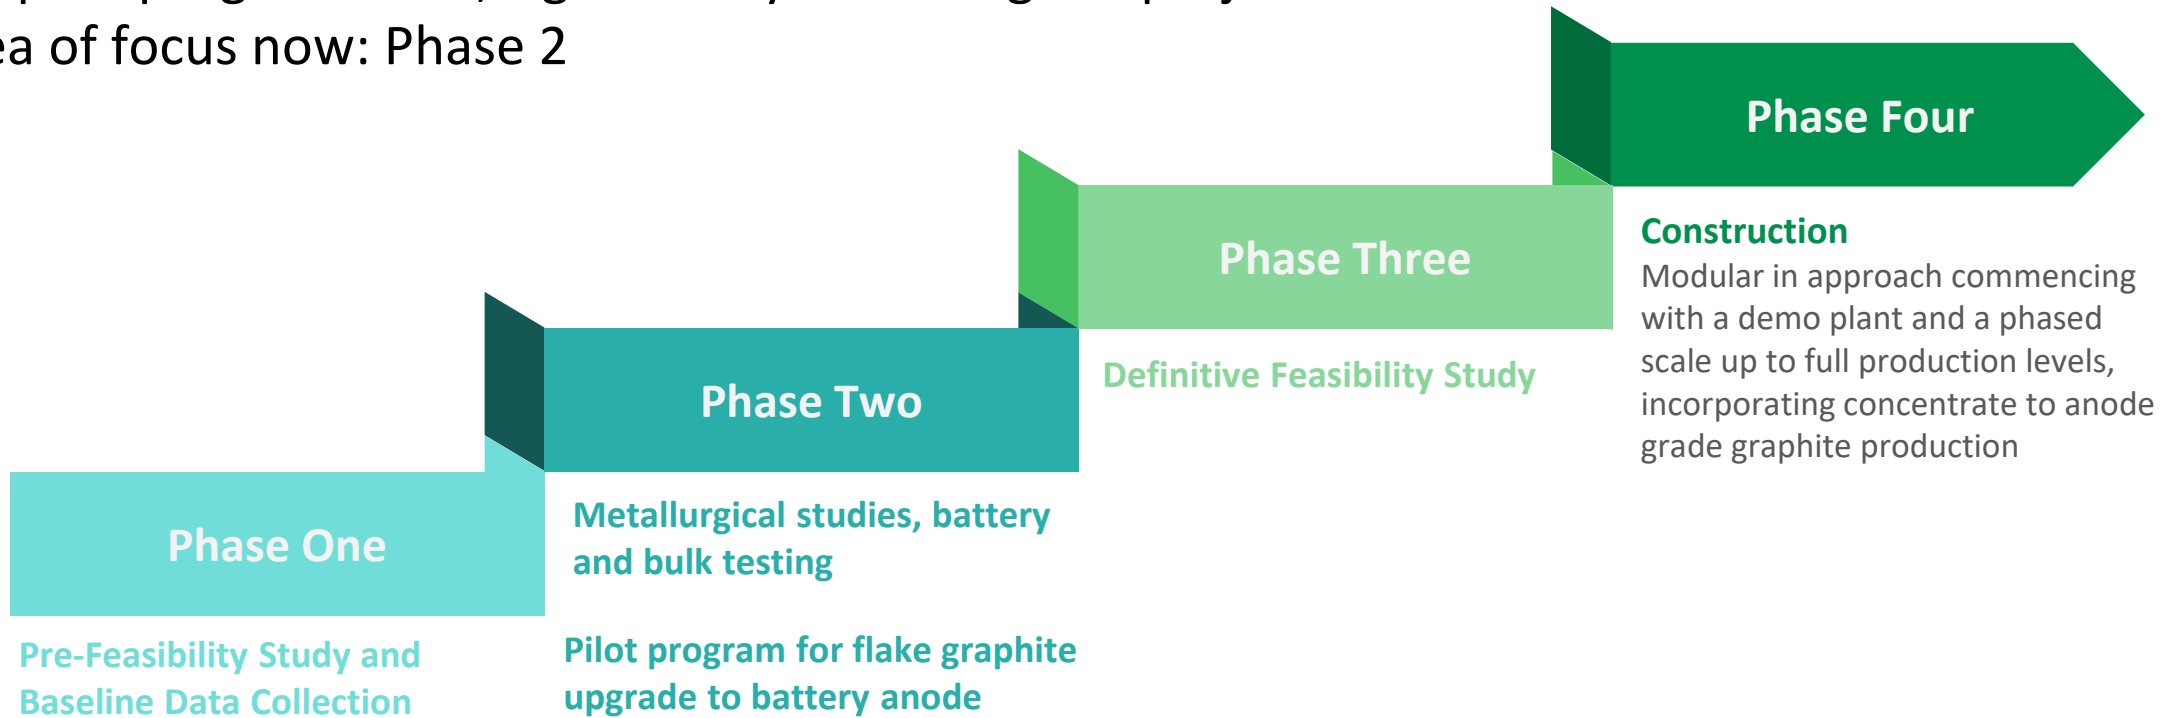 ea of focus now: Phase 2
Phase Four
Construction
Modular in approach commencing
with a demo plant and a phased
scale up to full production levels,
incorporating concentrate to anode
grade graphite production
Phase Three
Definitive Feasibility Study
Phase Two
Metallurgical studies, battery
and bulk testing
Pilot program for flake graphite
upgrade to battery anode
Phase One
Pre-Feasibility Study and
Baseline Data Collection